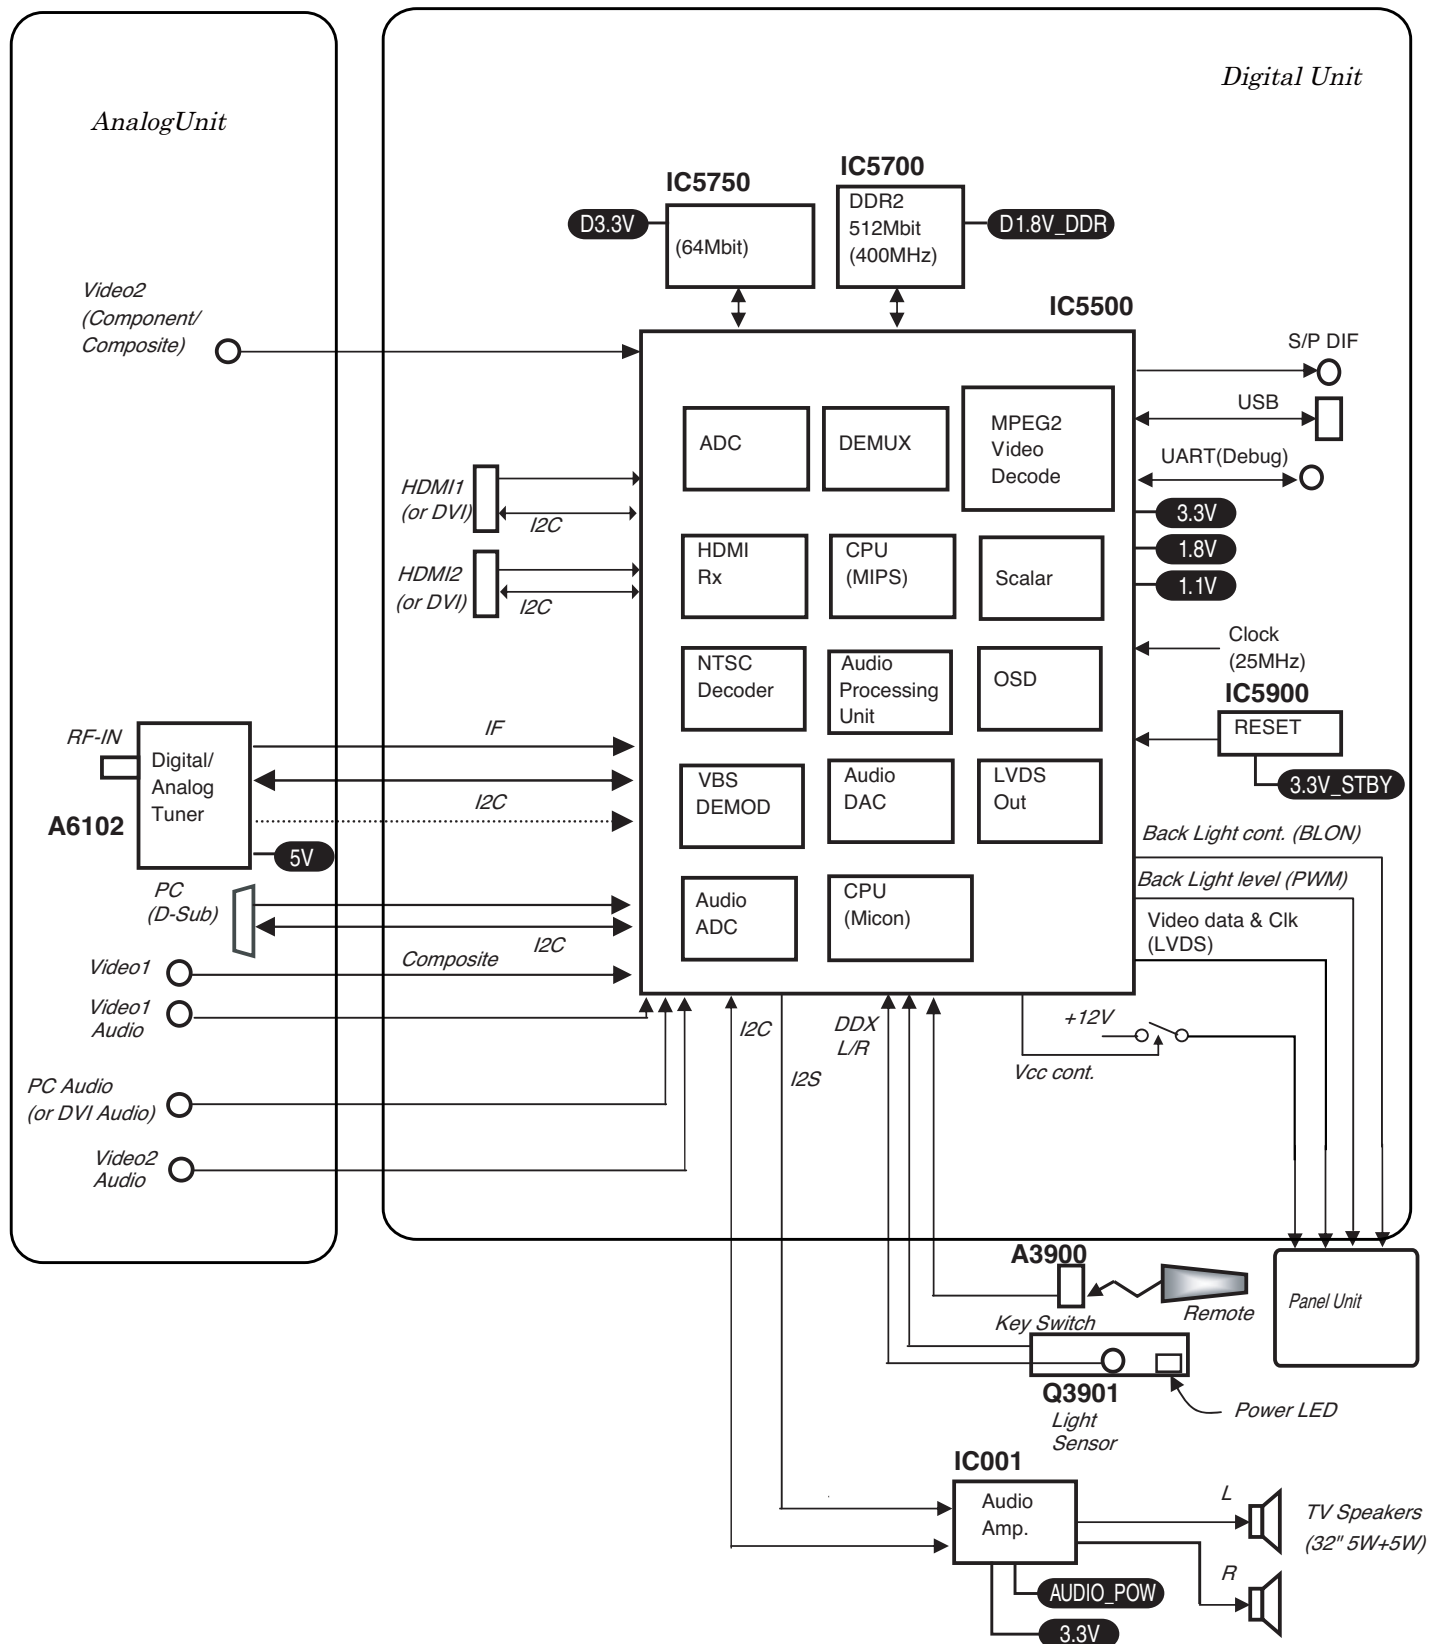 AnalogUnit
Digital Unit
IC5750
(64Mbit)
D3.3V
IC5700
DDR2
512Mbit
(400MHz)
D1.8V_DDR
IC5500
Video2
(Component/
Composite)
S/P DIF
USB
UART(Debug)
3.3V
1.8V
1.1V
Clock
(25MHz)
IC5900
RESET
3.3V_STBY
HDMI1
(or DVI)
I2C
HDMI2
(or DVI)
I2C
ADC
DEMUX
MPEG2
Video
Decode
HDMI
Rx
CPU
(MIPS)
Scalar
NTSC
Decoder
Audio
Processing
Unit
OSD
VBS
DEMOD
Audio
DAC
LVDS
Out
Audio
ADC
CPU
(Micon)
RF-IN
Digital/
Analog
Tuner
A6102
5V
IF
I2C
PC
(D-Sub)
I2C
Video1
Composite
Video1
Audio
PC Audio
(or DVI Audio)
Video2
Audio
Back Light cont. (BLON)
Back Light level (PWM)
Video data & Clk
(LVDS)
I2C
I2S
DDX
L/R
+12V
Vcc cont.
A3900
Remote
Panel Unit
Key Switch
Q3901
Light
Sensor
Power LED
IC001
Audio
Amp.
AUDIO_POW
3.3V
L
R
TV Speakers
(32" 5W+5W)